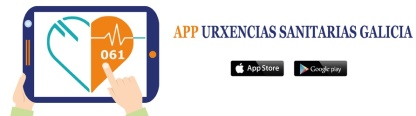 APP URXENCIAS SANITARIAS GALICIA
061
App Store
Google play